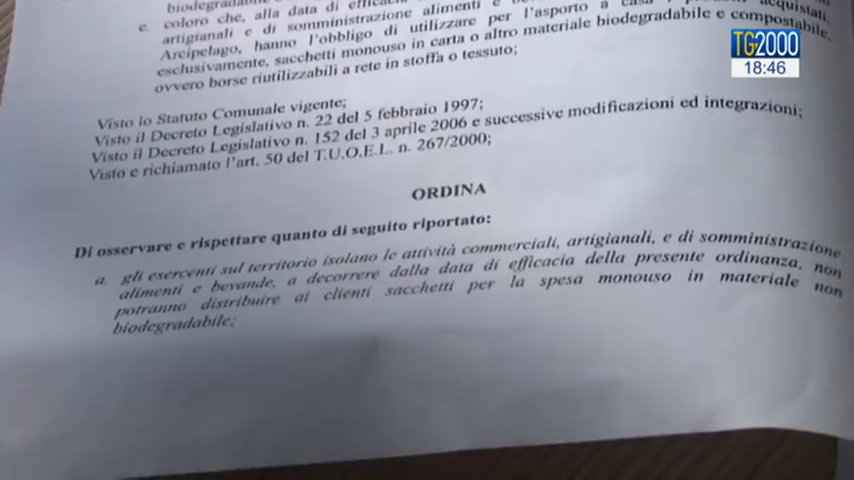 biodegradabile
TG2000
18:46
e. coloro che, alla data di efficacia
artigianali e di somministrazione alimenti e acquistati,
Arcipelago, hanno l'obbligo di utilizzare per l'asporto a casa
esclusivamente, sacchetti monouso in carta o altro materiale biodegradabile e compostabile,
ovvero borse riutilizzabili a rete in stoffa o tessuto;
Visto lo Statuto Comunale vigente;
Visto il Decreto Legislativo n. 22 del 5 febbraio 1997;
Visto il Decreto Legislativo n. 152 del 3 aprile 2006 e successive modificazioni ed integrazioni;
Visto e richiamato l'art. 50 del T.U.O.E.L. n. 267/2000;
ORDINA
Di osservare e rispettare quanto di seguito riportato:
a. gli esercenti sul territorio isolano le attività commerciali, artigianali, e di somministrazione
alimenti e bevande, a decorrere dalla data di efficacia della presente ordinanza, non
potranno distribuire ai clienti sacchetti per la spesa monouso in materiale non
biodegradabile;